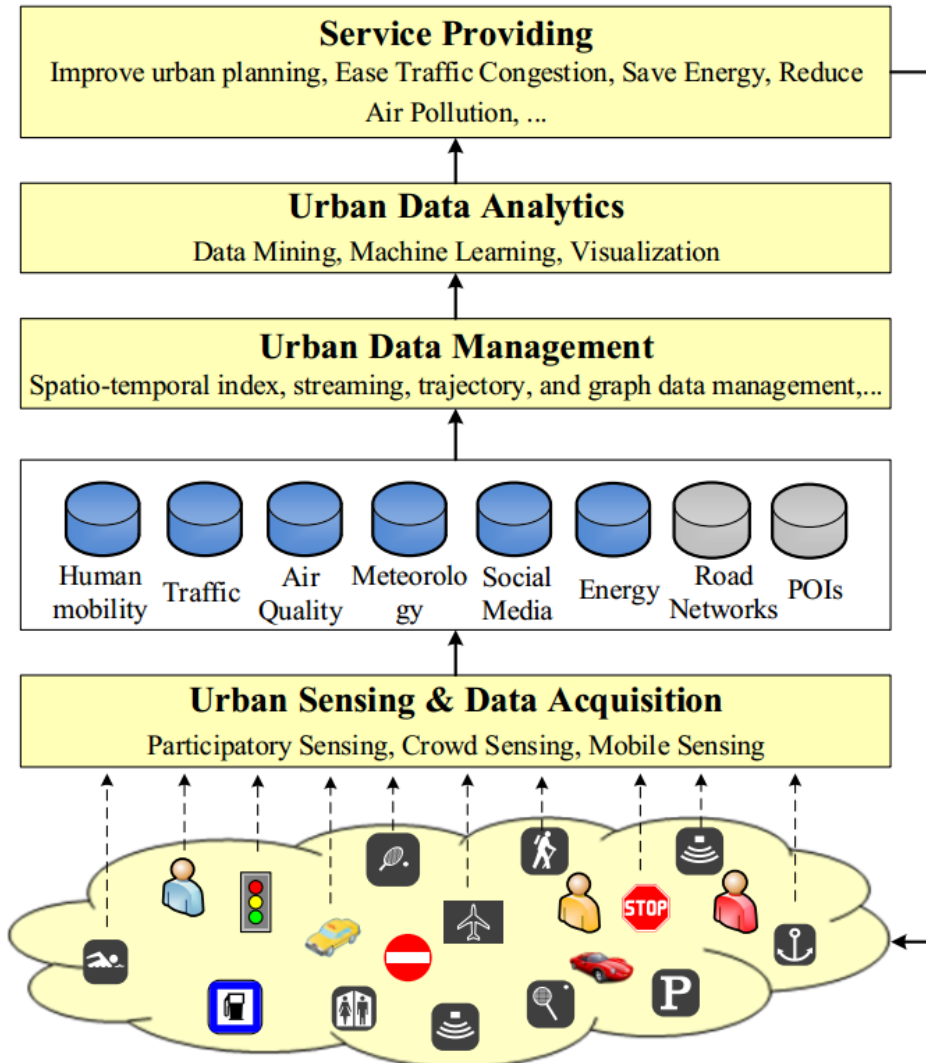 Service Providing
Improve urban planning, Ease Traffic Congestion, Save Energy, Reduce
Air Pollution, ...
Urban Data Analytics
Data Mining, Machine Learning, Visualization
Urban Data Management
Spatio-temporal index, streaming, trajectory, and graph data management,...
Human
mobility
Traffic
Air
Quality
Meteorolo
gy
Social
Media
Energy
Road
Networks
POIs
Urban Sensing & Data Acquisition
Participatory Sensing, Crowd Sensing, Mobile Sensing
STOP
P